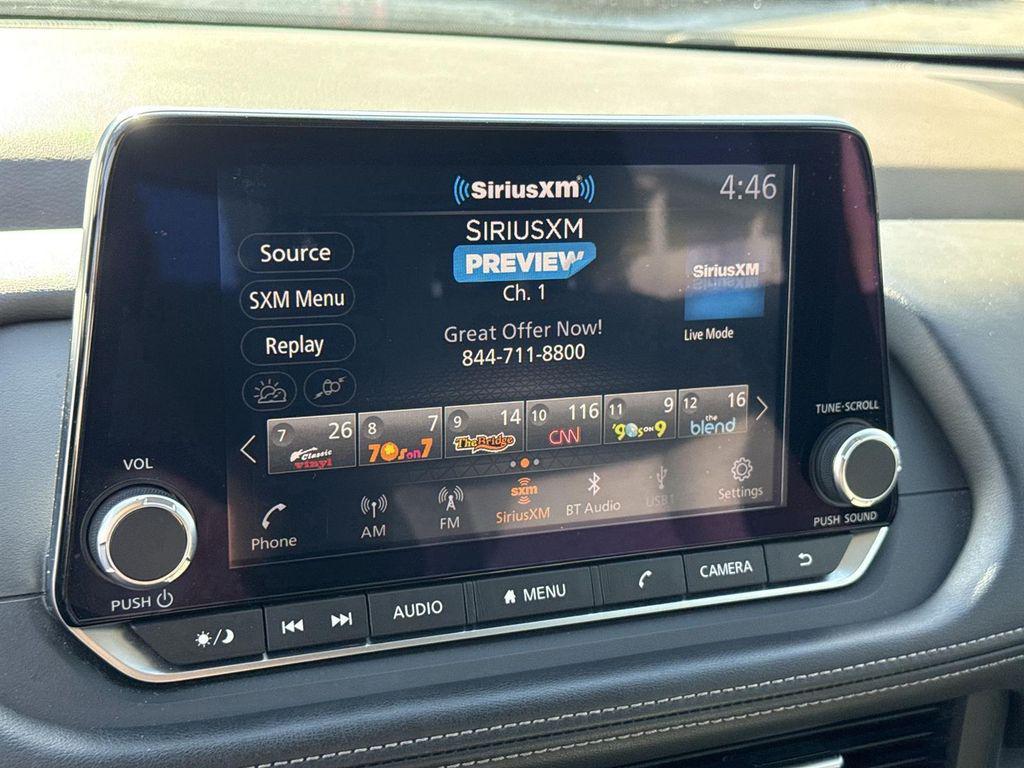 SiriusXM
4:46
SIRIUSXM
PREVIEW
Ch. 1
Great Offer Now!
844-711-8800
Source
SXM Menu
Replay
SiriusXM
Live Mode
7 26
Classic
vinyl
8 7
70s on 7
9 14
The Bridge
10 116
CNN
11 9
'90s on 9
12 16
the
blend
Phone
AM
FM
sxm
SiriusXM
BT Audio
USB1
Settings
VOL
PUSH
TUNE·SCROLL
PUSH SOUND
AUDIO
MENU
CAMERA